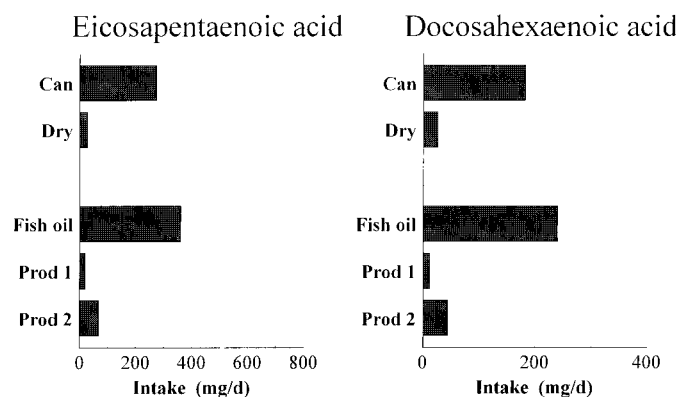 Eicosapentaenoic acid
Can
Dry
Fish oil
Prod 1
Prod 2
0 200 400 600 800
Intake (mg/d)
Docosahexaenoic acid
Can
Dry
Fish oil
Prod 1
Prod 2
0 200 400
Intake (mg/d)